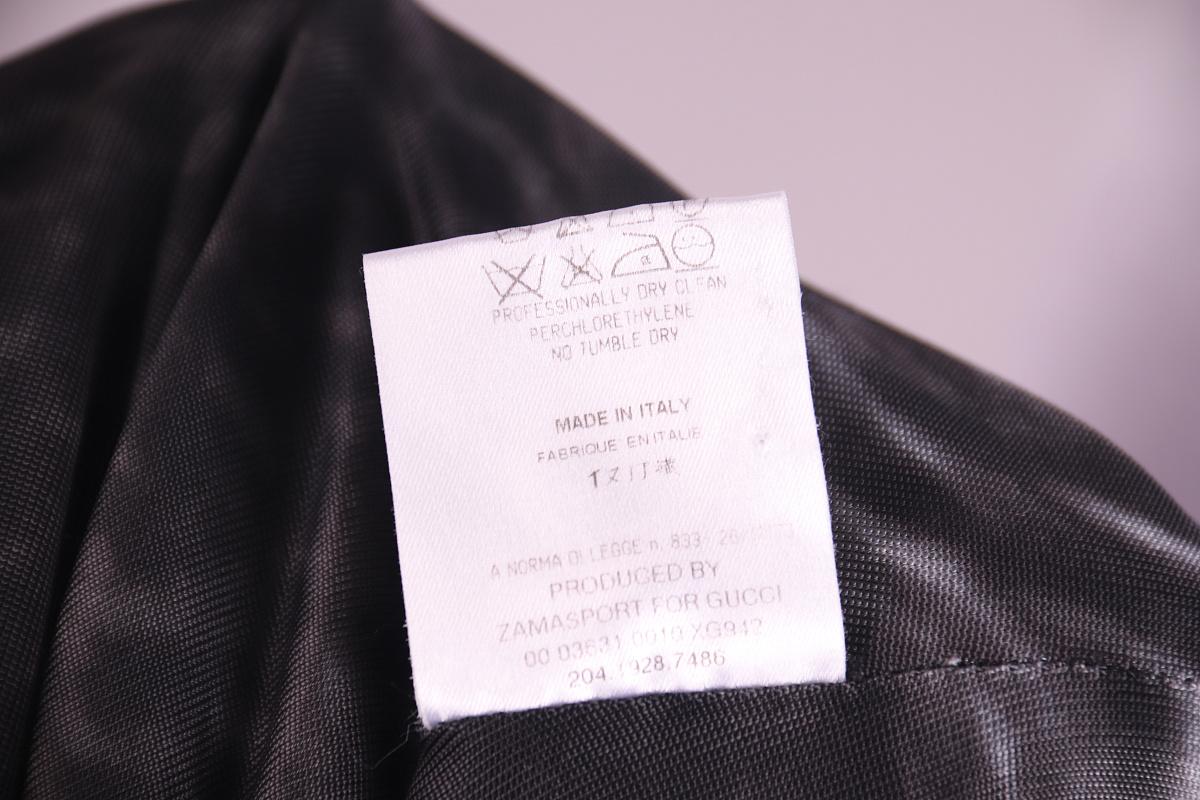 PROFESSIONALLY DRY CLEAN
PERCHLORETHYLENE
NO TUMBLE DRY
MADE IN ITALY
FABRIQUE EN ITALIE
A NORMA DI LEGGE n. 833
PRODUCED BY
ZAMASPORT FOR GUCCI
00 03631 0010 XG942
204.1928.7486